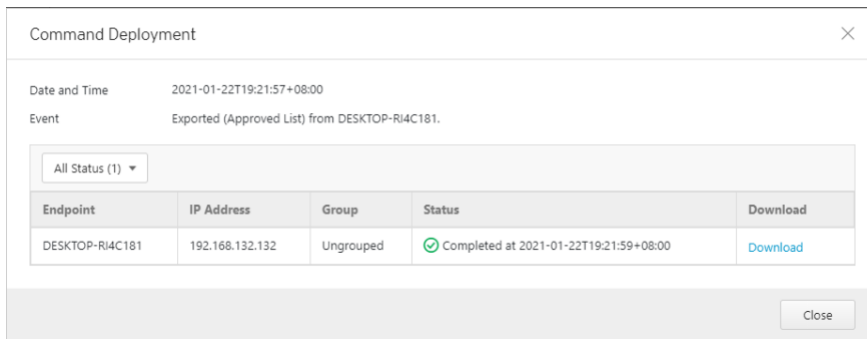 Command Deployment
Date and Time 2021-01-22T19:21:57+08:00
Event Exported (Approved List) from DESKTOP-RI4C181.
All Status (1)
Endpoint IP Address Group Status Download
DESKTOP-RI4C181 192.168.132.132 Ungrouped Completed at 2021-01-22T19:21:59+08:00 Download
Close